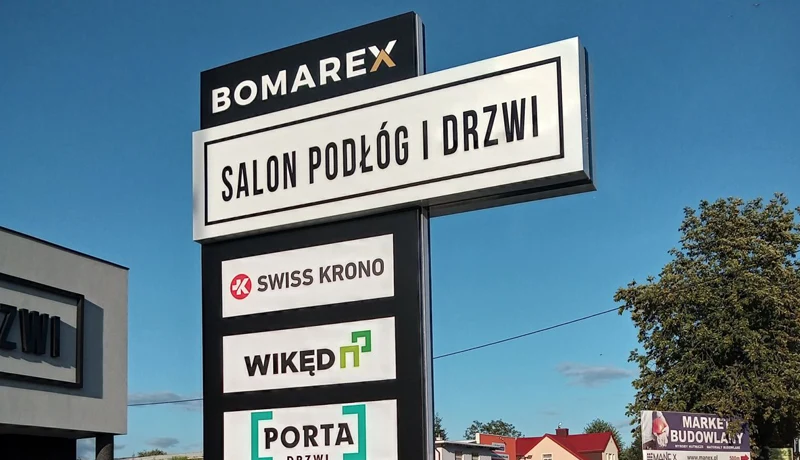 BOMAREX
SALON PODŁÓG I DRZWI
SWISS KRONO
WIKĘD
PORTA
DRZWI
ZWI
MARKET
BUDOWLANY